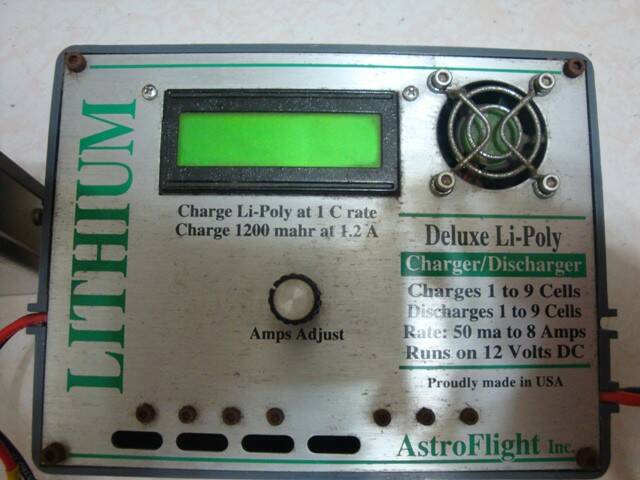 LITHIUM
Charge Li-Poly at 1 C rate
Charge 1200 mahr at 1.2 A
Amps Adjust
Deluxe Li-Poly
Charger/Discharger
Charges 1 to 9 Cells
Discharges 1 to 9 Cells
Rate: 50 ma to 8 Amps
Runs on 12 Volts DC
Proudly made in USA
AstroFlight Inc.